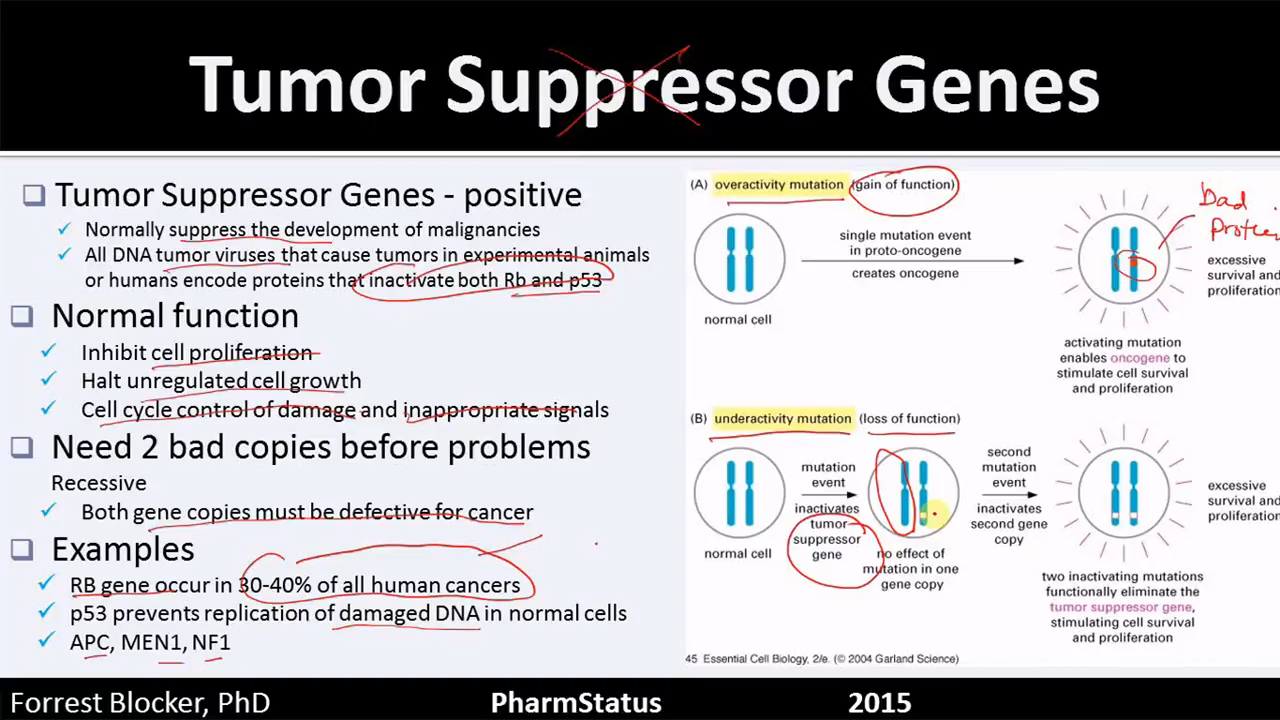 Tumor Suppressor Genes
Tumor Suppressor Genes - positive
Normally suppress the development of malignancies
All DNA tumor viruses that cause tumors in experimental animals
or humans encode proteins that inactivate both Rb and p53
Normal function
Inhibit cell proliferation
Halt unregulated cell growth
Cell cycle control of damage and inappropriate signals
Need 2 bad copies before problems
Recessive
Both gene copies must be defective for cancer
Examples
RB gene occur in 30-40% of all human cancers
p53 prevents replication of damaged DNA in normal cells
APC, MEN1, NF1
(A) overactivity mutation (gain of function)
normal cell
single mutation event
in proto-oncogene
creates oncogene
Bad
excessive
survival and
proliferation
activating mutation
enables oncogene to
stimulate cell survival
and proliferation
(B) underactivity mutation (loss of function)
normal cell
mutation
event
inactivates
tumor
suppressor
gene
no effect of
mutation in one
gene copy
second
mutation
event
inactivates
second gene
copy
excessive
survival and
proliferation
two inactivating mutations
functionally eliminate the
tumor suppressor gene,
stimulating cell survival
and proliferation
45 Essential Cell Biology, 2/e. (© 2004 Garland Science)
Forrest Blocker, PhD
PharmStatus
2015